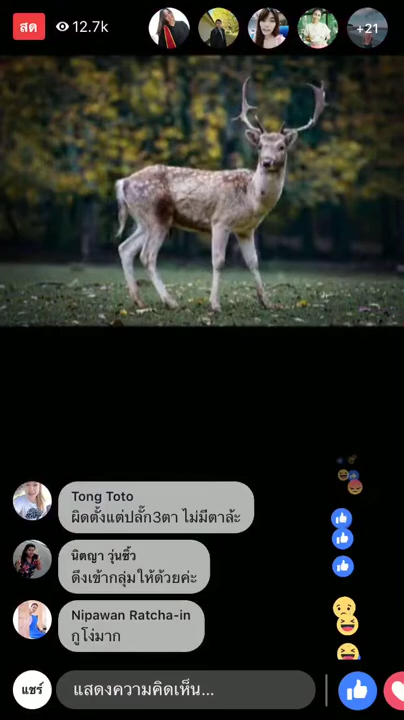 สด 12.7k +21
Tong Toto
ผิดตั้งแต่ปลั๊ก3ตา ไม่มีตาล้ะ
นิตญา วุ่นซิ้ว
ดึงเข้ากลุ่มให้ด้วยค่ะ
Nipawan Ratcha-in
กูโง่มาก
แชร์ แสดงความคิดเห็น...